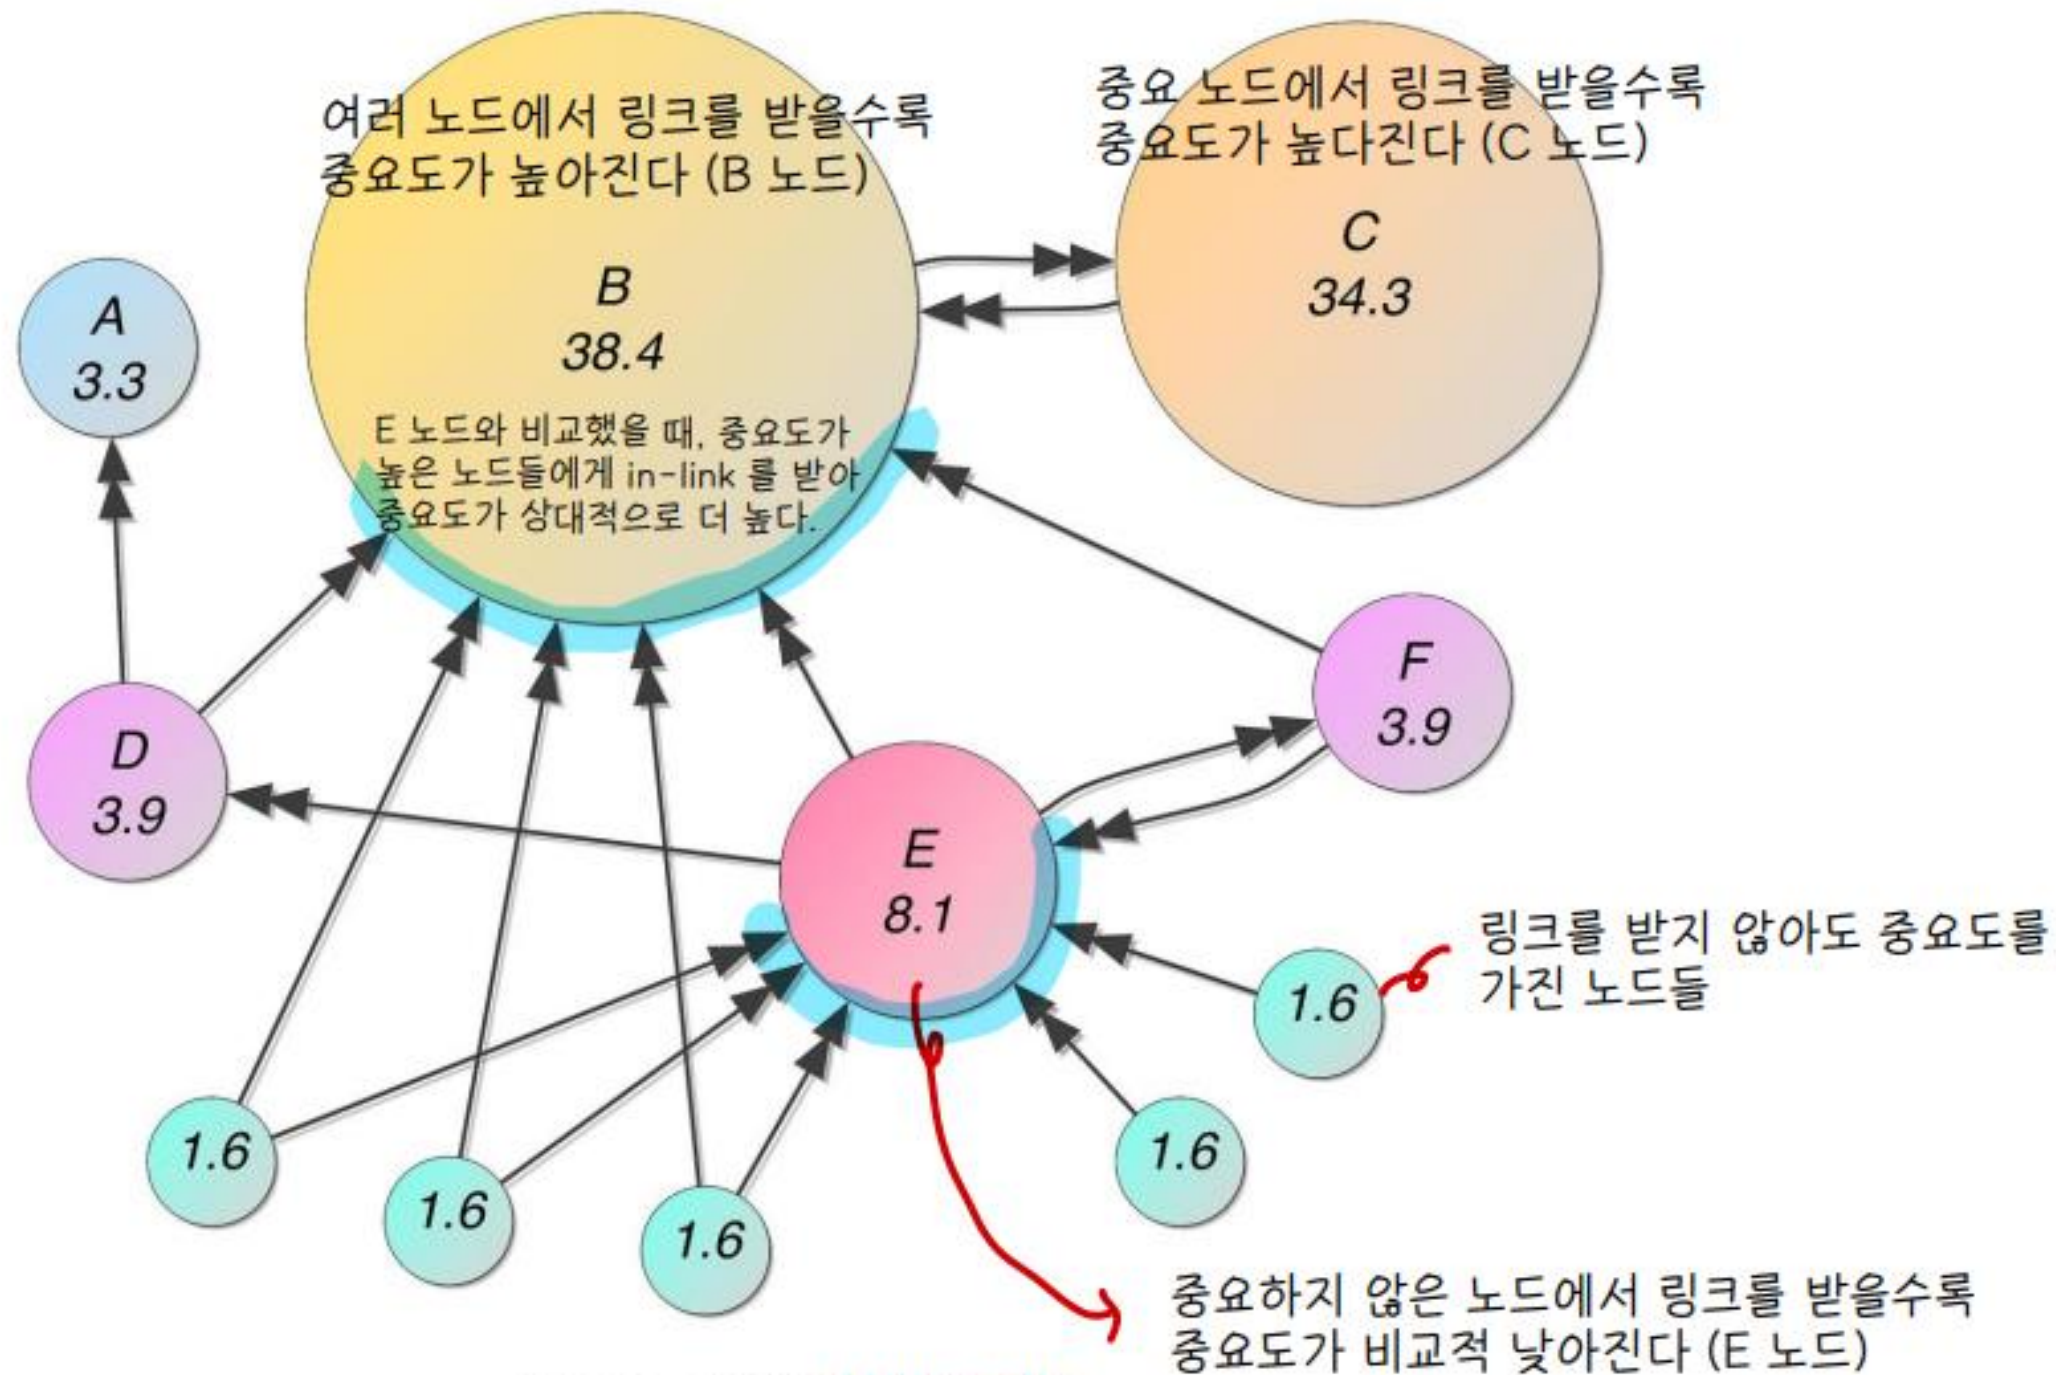 여러 노드에서 링크를 받을수록
중요도가 높아진다 (B 노드)
중요 노드에서 링크를 받을수록
중요도가 높다진다 (C 노드)
A
3.3
B
38.4
E 노드와 비교했을 때, 중요도가
높은 노드들에게 in-link 를 받아
중요도가 상대적으로 더 높다.
C
34.3
D
3.9
E
8.1
F
3.9
링크를 받지 않아도 중요도를
가진 노드들
1.6
1.6
1.6
1.6
1.6
중요하지 않은 노드에서 링크를 받을수록
중요도가 비교적 낮아진다 (E 노드)